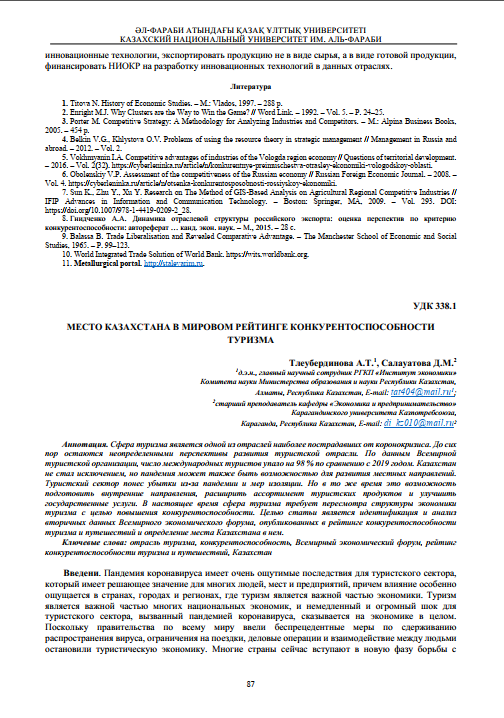 ӘЛ-ФАРАБИ АТЫНДАҒЫ ҚАЗАҚ ҰЛТТЫҚ УНИВЕРСИТЕТІ
КАЗАХСКИЙ НАЦИОНАЛЬНЫЙ УНИВЕРСИТЕТ ИМ. АЛЬ-ФАРАБИ
инновационные технологии, экспортировать продукцию не в виде сырья, а в виде готовой продукции,
финансировать НИОКР на разработку инновационных технологий в данных отраслях.
Литература
1. Titova N. History of Economic Studies. – M.: Vlados, 1997. – 288 p.
2. Enright M.J. Why Clusters are the Way to Win the Game? // Word Link. – 1992. – Vol. 5. – P. 24–25.
3. Porter M. Competitive Strategy: A Methodology for Analyzing Industries and Competitors. – M.: Alpina Business Books,
2005. – 454 p.
4. Belkin V.G., Khlystova O.V. Problems of using the resource theory in strategic management // Management in Russia and
abroad. – 2012. – Vol. 2.
5. Vokhmyanin I.A. Competitive advantages of industries of the Vologda region economy // Questions of territorial development.
– 2016. – Vol. 2(32). https://cyberleninka.ru/article/n/konkurentnye-preimuschestva-otrasley-ekonomiki-vologodskoy-oblasti.
6. Obolenskiy V.P. Assessment of the competitiveness of the Russian economy // Russian Foreign Economic Journal. – 2008. –
Vol. 4. https://cyberleninka.ru/article/n/otsenka-konkurentosposobnosti-rossiyskoy-ekonomiki.
7. Sun K., Zhu Y., Xu Y. Research on The Method of GIS-Based Analysis on Agricultural Regional Competitive Industries //
IFIP Advances in Information and Communication Technology. – Boston: Springer, MA, 2009. – Vol. 293. DOI:
https://doi.org/10.1007/978-1-4419-0209-2_28.
8. Гнидченко А.А. Динамика отраслевой структуры российского экспорта: оценка перспектив по критерию
конкурентоспособности: автореферат … канд. экон. наук. – М., 2015. – 28 с.
9. Balassa B. Trade Liberalisation and Revealed Comparative Advantage. – The Manchester School of Economic and Social
Studies, 1965. – P. 99–123.
10. World Integrated Trade Solution of World Bank. https://wits.worldbank.org.
11. Metallurgical portal. http://stalevarim.ru.
УДК 338.1
МЕСТО КАЗАХСТАНА В МИРОВОМ РЕЙТИНГЕ КОНКУРЕНТОСПОСОБНОСТИ
ТУРИЗМА
Тлеубердинова А.Т.¹, Салауатова Д.М.²
¹д.э.н., главный научный сотрудник РГКП «Институт экономики»
Комитета науки Министерства образования и науки Республики Казахстан,
Алматы, Республика Казахстан, E-mail: tat404@mail.ru¹;
²старший преподаватель кафедры «Экономика и предпринимательство»
Карагандинского университета Казпотребсоюза,
Караганда, Республика Казахстан, E-mail: di_kz010@mail.ru²
Аннотация. Сфера туризма является одной из отраслей наиболее пострадавших от коронокризиса. До сих
пор остаются неопределенными перспективы развития туристской отрасли. По данным Всемирной
туристской организации, число международных туристов упало на 98 % по сравнению с 2019 годом. Казахстан
не стал исключением, но пандемия может также быть возможностью для развития местных направлений.
Туристский сектор понес убытки из-за пандемии и мер изоляции. Но в то же время это возможность
подготовить внутренние направления, расширить ассортимент туристских продуктов и улучшить
государственные услуги. В настоящее время сфера туризма требует пересмотра структуры экономики
туризма с целью повышения конкурентоспособности. Целью статьи является идентификация и анализ
вторичных данных Всемирного экономического форума, опубликованных в рейтинге конкурентоспособности
туризма и путешествий и определение места Казахстана в нем.
Ключевые слова: отрасль туризма, конкурентоспособность, Всемирный экономический форум, рейтинг
конкурентоспособности туризма и путешествий, Казахстан
Введени. Пандемия коронавируса имеет очень ощутимые последствия для туристского сектора,
который имеет решающее значение для многих людей, мест и предприятий, причем влияние особенно
ощущается в странах, городах и регионах, где туризм является важной частью экономики. Туризм
является важной частью многих национальных экономик, и немедленный и огромный шок для
туристского сектора, вызванный пандемией коронавируса, сказывается на экономике в целом.
Поскольку правительства по всему миру ввели беспрецедентные меры по сдерживанию
распространения вируса, ограничения на поездки, деловые операции и взаимодействие между людьми
остановили туристическую экономику. Многие страны сейчас вступают в новую фазу борьбы с
87